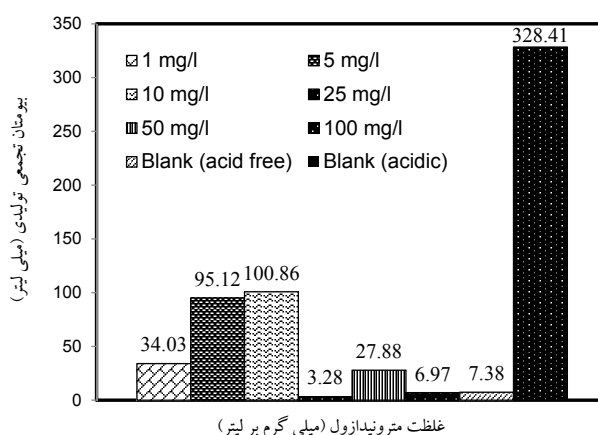 350
300
250
200
150
100
50
0
بیومتان تجمعی تولیدی (میلی لیتر)
1 mg/l
5 mg/l
10 mg/l
25 mg/l
50 mg/l
100 mg/l
Blank (acid free)
Blank (acidic)
34.03
95.12
100.86
3.28
27.88
6.97
7.38
328.41
غلظت مترونیدازول (میلی گرم بر لیتر)